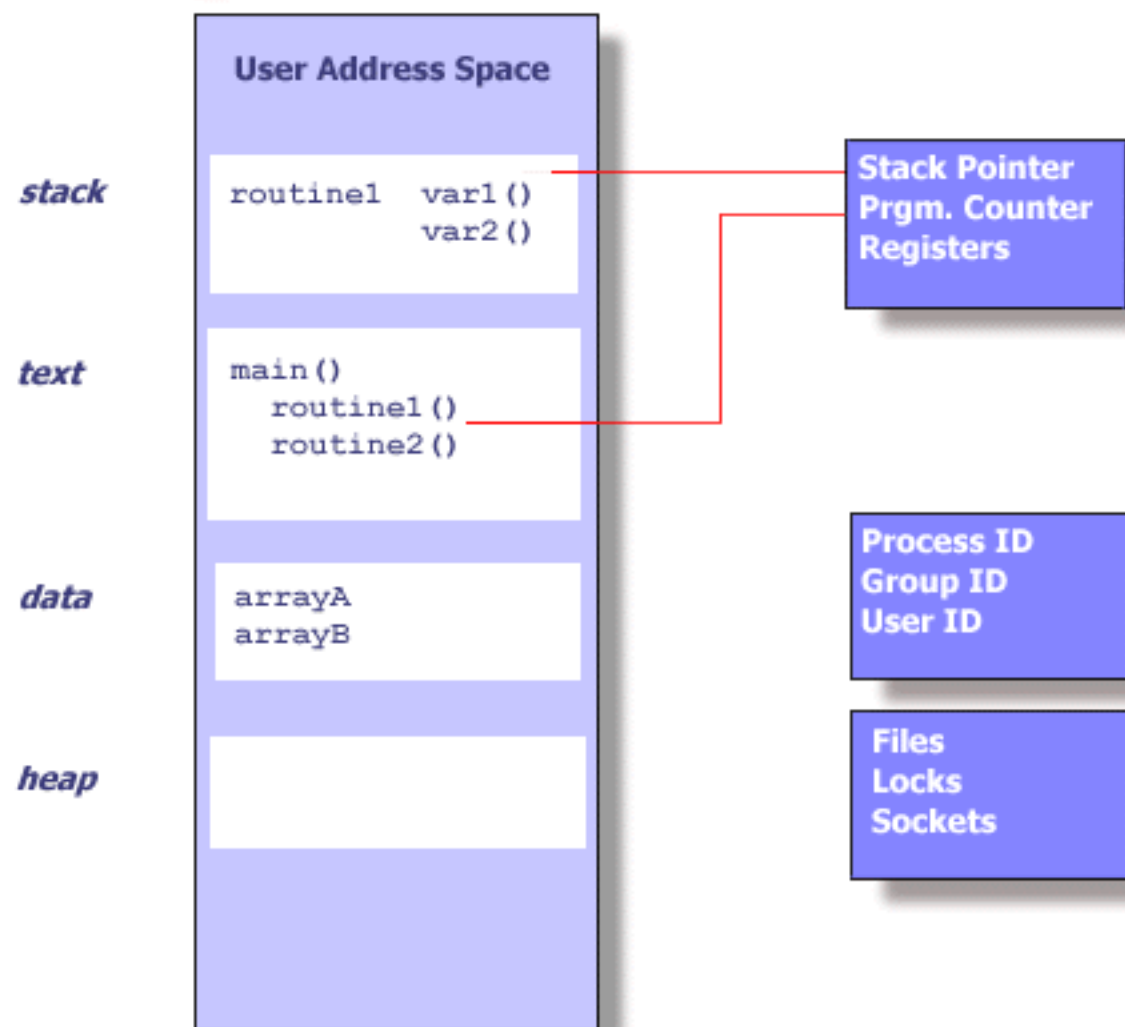 User Address Space
stack
routine1 var1()
var2()
text
main()
routine1()
routine2()
data
arrayA
arrayB
heap
Stack Pointer
Prgm. Counter
Registers
Process ID
Group ID
User ID
Files
Locks
Sockets